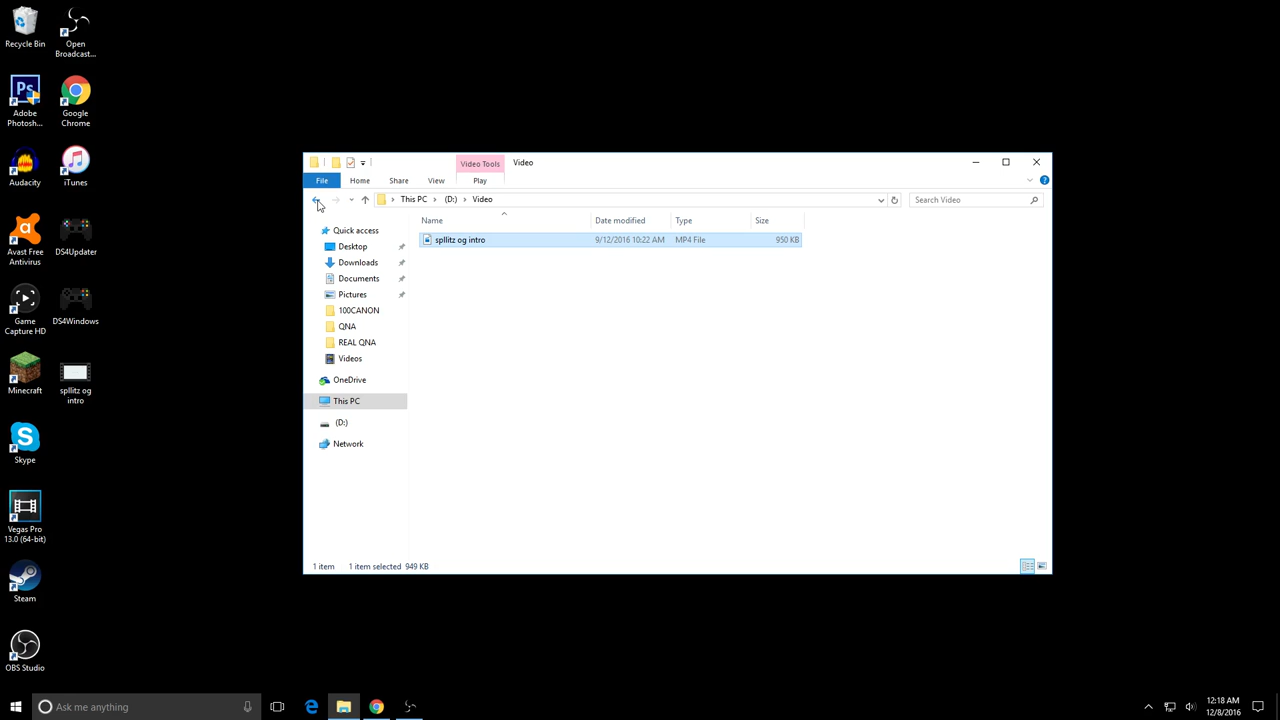 Recycle Bin
Open
Broadcast...
Adobe
Photosh...
Google
Chrome
Audacity
iTunes
Avast Free
Antivirus
DS4Updater
Game
Capture HD
DS4Windows
Minecraft
spllitz og
intro
Skype
Vegas Pro
13.0 (64-bit)
Steam
OBS Studio
Video Tools
Video
File
Home
Share
View
Play
This PC
(D:)
Video
Search Video
Name
Date modified
Type
Size
spllitz og intro
9/12/2016 10:22 AM
MP4 File
950 KB
Quick access
Desktop
Downloads
Documents
Pictures
100CANON
QNA
REAL QNA
Videos
OneDrive
This PC
(D:)
Network
1 item
1 item selected 949 KB
Ask me anything
12:18 AM
12/8/2016